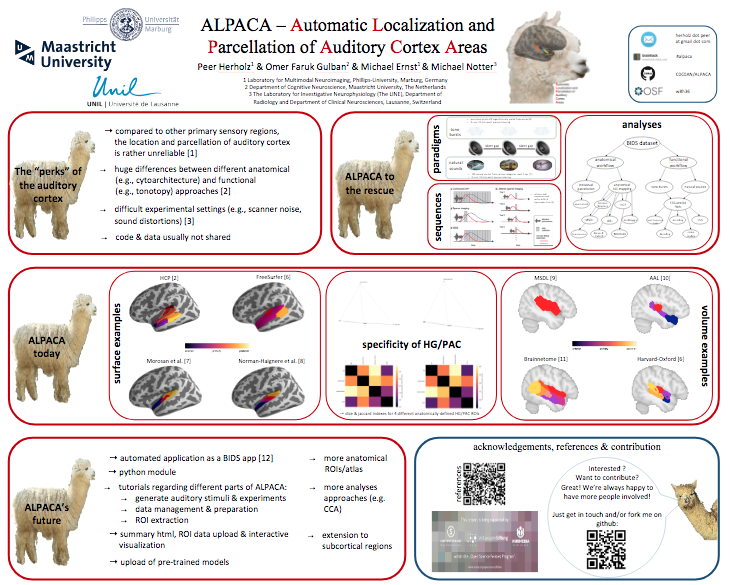 Philipps Universität
Marburg
Maastricht
University
Unil
UNIL | Université de Lausanne
ALPACA – Automatic Localization and
Parcellation of Auditory Cortex Areas
Peer Herholz1 & Omer Faruk Gulban2 & Michael Ernst3 & Michael Notter3
1 Laboratory for Multimodal Neuroimaging, Phillips-University, Marburg, Germany
2 Department of Cognitive Neuroscience, Maastricht University, The Netherlands
3 The Laboratory for Investigative Neurophysiology (The LINE), Department of
Radiology and Department of Clinical Neurosciences, Lausanne, Switzerland
herholz dot peer
at gmail dot com
#alpaca
COCOAN/ALPACA
OSF
The "perks" of
the auditory
cortex
→ compared to other primary sensory regions,
the location and parcellation of auditory cortex
is rather unreliable [1]
→ huge differences between different anatomical
(e.g., cytoarchitecture) and functional
(e.g., tonotopy) approaches [2]
→ difficult experimental settings (e.g., scanner noise,
sound distortions) [3]
→ code & data usually not shared
ALPACA to
the rescue
paradigms
tone
bursts
silent gap
silent gap
natural
sounds
sequences
analyses
BIDS dataset
anatomical
workflow
functional
workflow
ALPACA
today
surface examples
HCP [2]
FreeSurfer [6]
Morosan et al. [7]
Norman-Haignere et al. [8]
specificity of HG/PAC
→ dice & jaccard indexes for 4 different anatomically defined HG/PAC ROIs
volume examples
MSDL [9]
AAL [10]
Brainnetome [11]
Harvard-Oxford [6]
ALPACA's
future
→ automated application as a BIDS app [12]
→ python module
→ tutorials regarding different parts of ALPACA:
→ generate auditory stimuli & experiments
→ data management & preparation
→ ROI extraction
→ summary html, ROI data upload & interactive
visualization
→ upload of pre-trained models
→ more anatomical
ROIs/atlas
→ more analyses
approaches (e.g.
CCA)
→ extension to
subcortical regions
acknowledgements, references & contribution
references
Interested ?
Want to contribute?
Great! We're always happy to
have more people involved!
Just get in touch and/or fork me on
github: